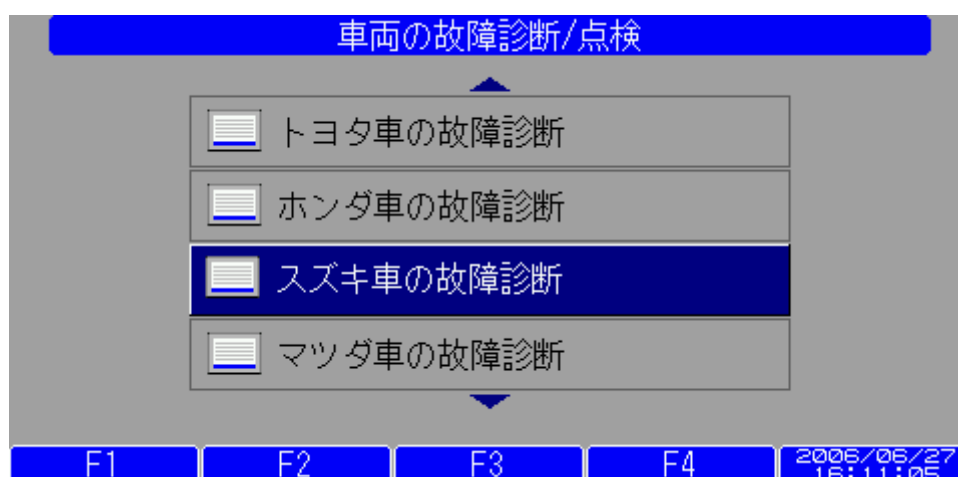 車両の故障診断/点検
トヨタ車の故障診断
ホンダ車の故障診断
スズキ車の故障診断
マツダ車の故障診断
F1 F2 F3 F4 2006/06/27
16:11:05